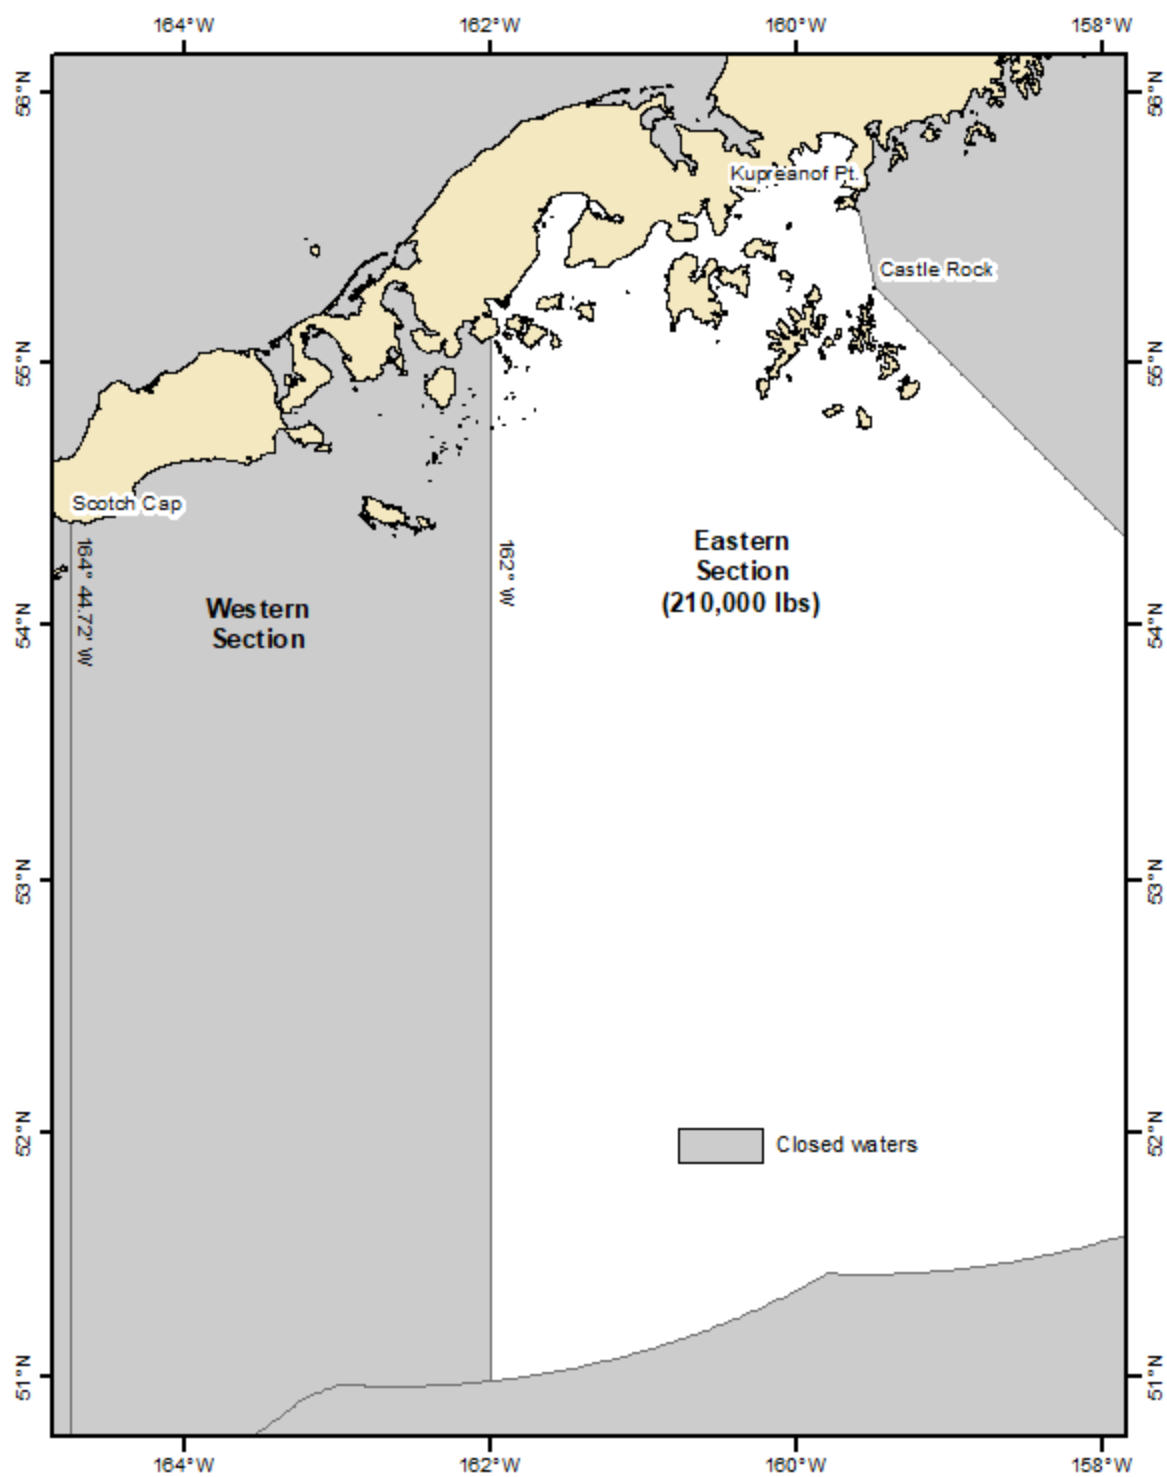 164°W 162°W 160°W 158°W
56°N 56°N
Kupreanof Pt.
Castle Rock
55°N 55°N
Scotch Cap
164° 44.72' W
162° W
Eastern
Section
(210,000 lbs)
Western
Section
54°N 54°N
53°N 53°N
52°N 52°N
Closed waters
51°N 51°N
164°W 162°W 160°W 158°W